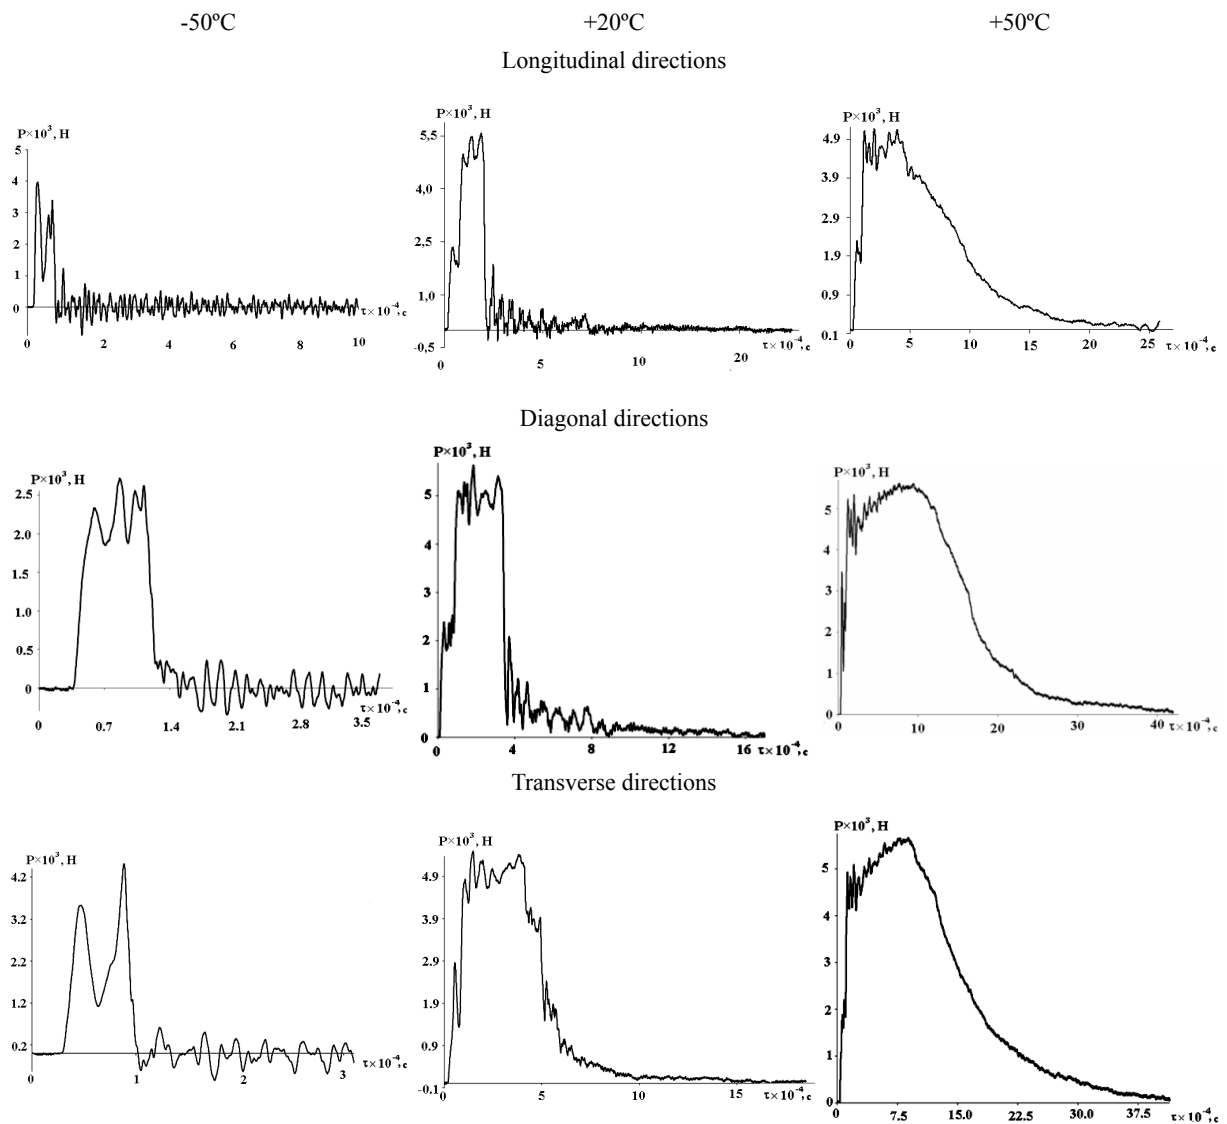 -50ºC +20ºC +50ºC
Longitudinal directions
P×10³, H
5
4
3
2
1
0
0 2 4 6 8 10
τ×10⁻⁴,c
P×10³, H
5,5
4,0
2,5
1,0
-0,5
0 5 10 20
τ×10⁻⁴,c
P×10³, H
4.9
3.9
2.9
1.9
0.9
0.1
0 5 10 15 20 25
τ×10⁻⁴,c
Diagonal directions
P×10³, H
2.5
2.0
1.5
1.0
0.5
0
0 0.7 1.4 2.1 2.8 3.5
τ×10⁻⁴,c
P×10³, H
5
4
3
2
1
0
0 4 8 12 16 τ×10⁻⁴,c
P×10³, H
5
4
3
2
1
0
0 10 20 30 40
τ×10⁻⁴,c
Transverse directions
P×10³, H
4.2
3.2
2.2
1.2
0.2
0 1 2 3
τ×10⁻⁴,c
P×10³, H
4.9
3.9
2.9
1.9
0.9
-0.1
0 5 10 15 τ×10⁻⁴,c
P×10³, H
5
4
3
2
1
0
0 7.5 15.0 22.5 30.0 37.5 τ×10⁻⁴,c